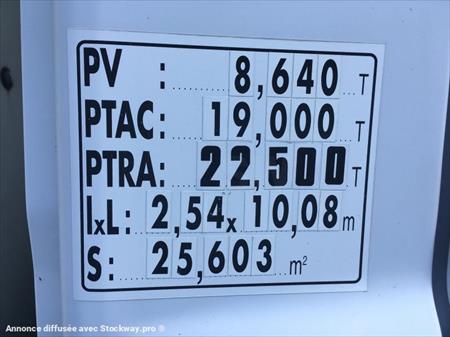 PV : 8,640 T
PTAC: 19,000 T
PTRA: 22,500 T
lxL: 2,54x 10,08 m
S: 25,603 m²
Annonce diffusée avec Stockway.pro ®